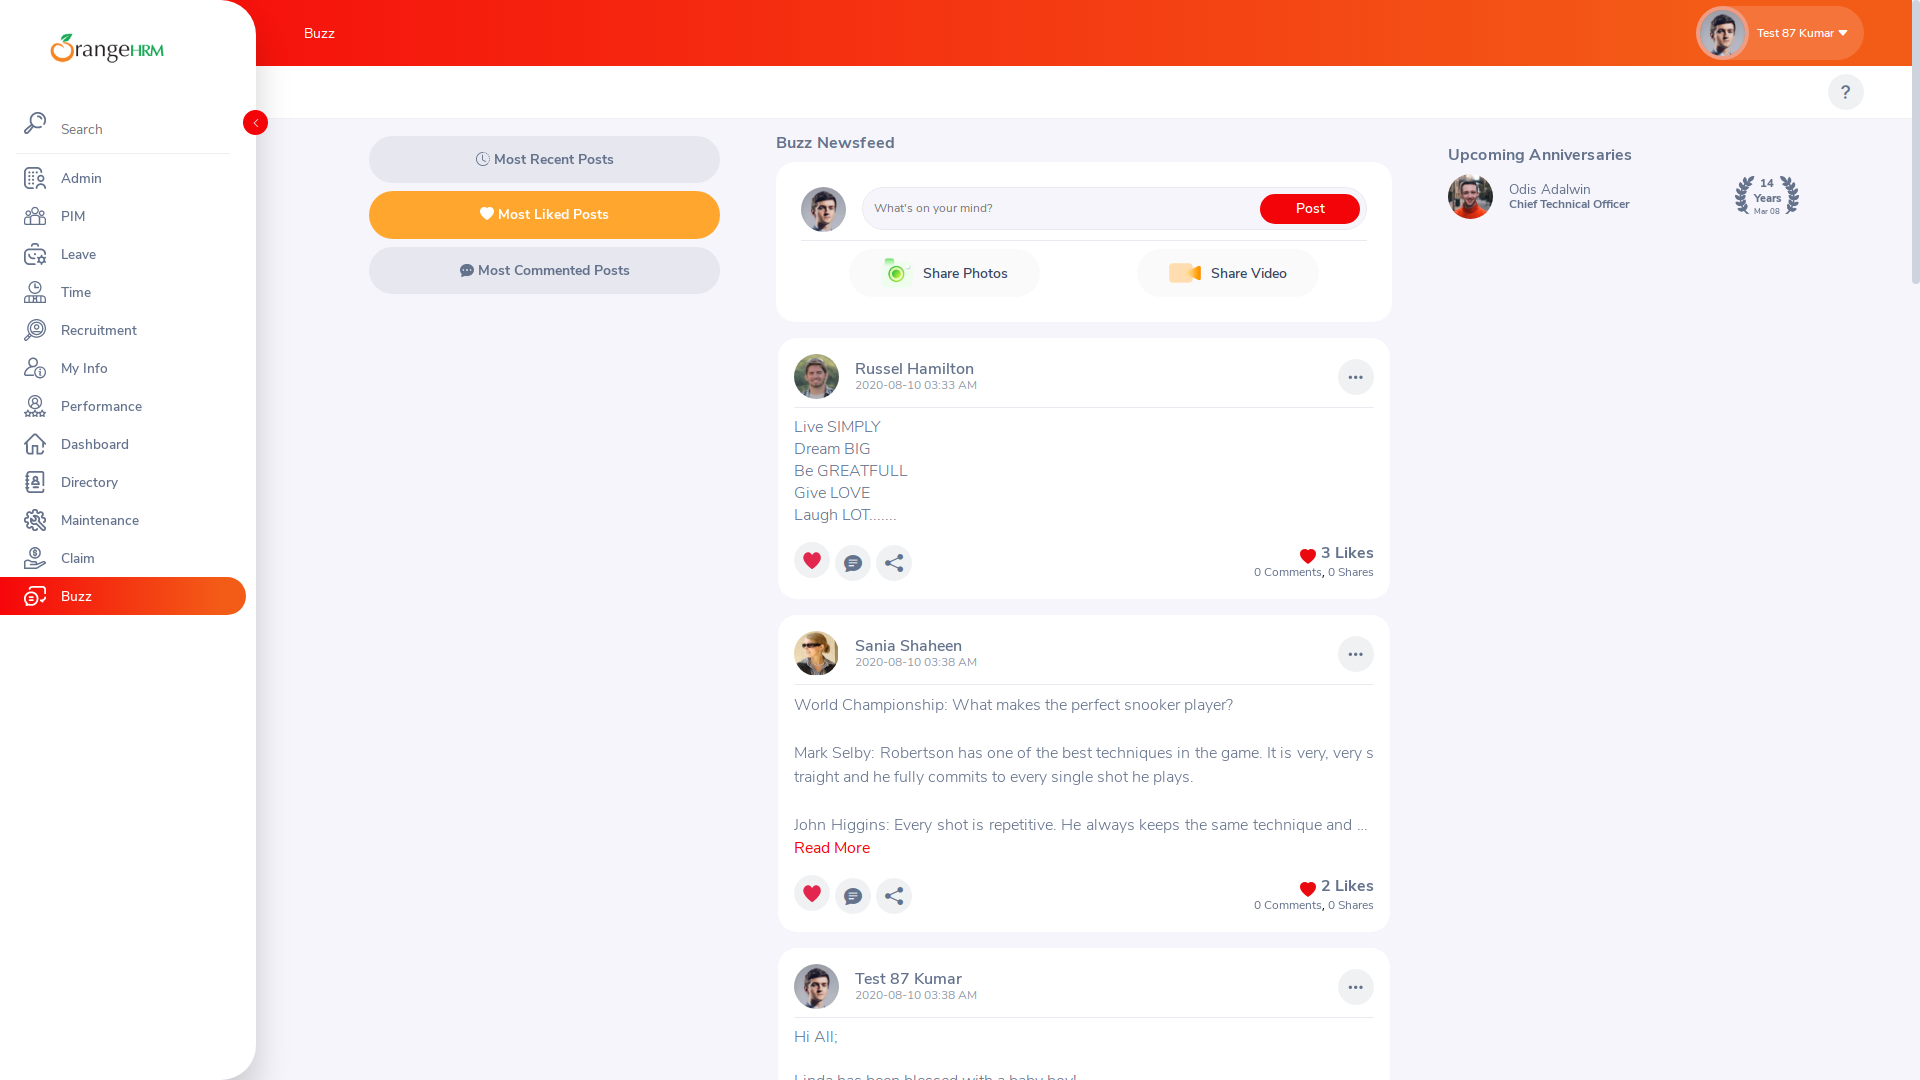 OrangeHRM
Search
Admin
PIM
Leave
Time
Recruitment
My Info
Performance
Dashboard
Directory
Maintenance
Claim
Buzz
Buzz
Test 87 Kumar
?
Most Recent Posts
Most Liked Posts
Most Commented Posts
Buzz Newsfeed
What's on your mind?
Post
Share Photos
Share Video
Russel Hamilton
2020-08-10 03:33 AM
Live SIMPLY
Dream BIG
Be GREATFULL
Give LOVE
Laugh LOT.......
3 Likes
0 Comments, 0 Shares
Sania Shaheen
2020-08-10 03:38 AM
World Championship: What makes the perfect snooker player?
Mark Selby: Robertson has one of the best techniques in the game. It is very, very s
traight and he fully commits to every single shot he plays.
John Higgins: Every shot is repetitive. He always keeps the same technique and ...
Read More
2 Likes
0 Comments, 0 Shares
Test 87 Kumar
2020-08-10 03:38 AM
Hi All;
Linda has been blessed with a baby boy!
Upcoming Anniversaries
Odis Adalwin
Chief Technical Officer
14
Years
Mar 08